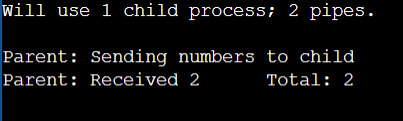 Will use 1 child process; 2 pipes.
Parent: Sending numbers to child
Parent: Received 2 Total: 2